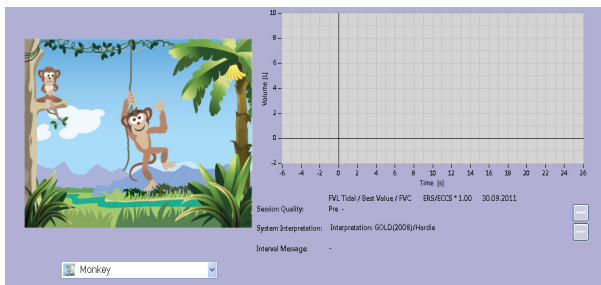 10
8
6
4
2
0
-2
Volume [L]
-6 -4 -2 0 2 4 6 8 10 12 14 16 18 20 22 24 26
Time [s]
FVL Tidal / Best Value / FVC ERS/ECCS * 1.00 30.09.2011
Session Quality: Pre -
System Interpretation: Interpretation: GOLD(2008)/Hardie
Interval Message: -
Monkey
...
...